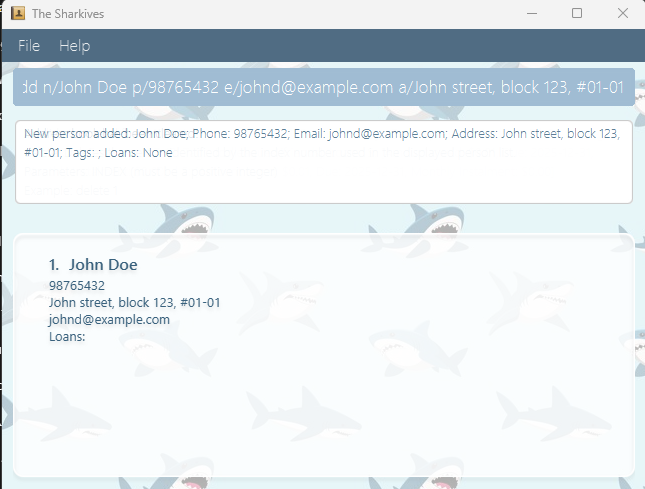 The Sharkives
File Help
dd n/John Doe p/98765432 e/johnd@example.com a/John street, block 123, #01-01
New person added: John Doe; Phone: 98765432; Email: johnd@example.com; Address: John street, block 123,
#01-01; Tags: ; Loans: None
1. John Doe
98765432
John street, block 123, #01-01
johnd@example.com
Loans: